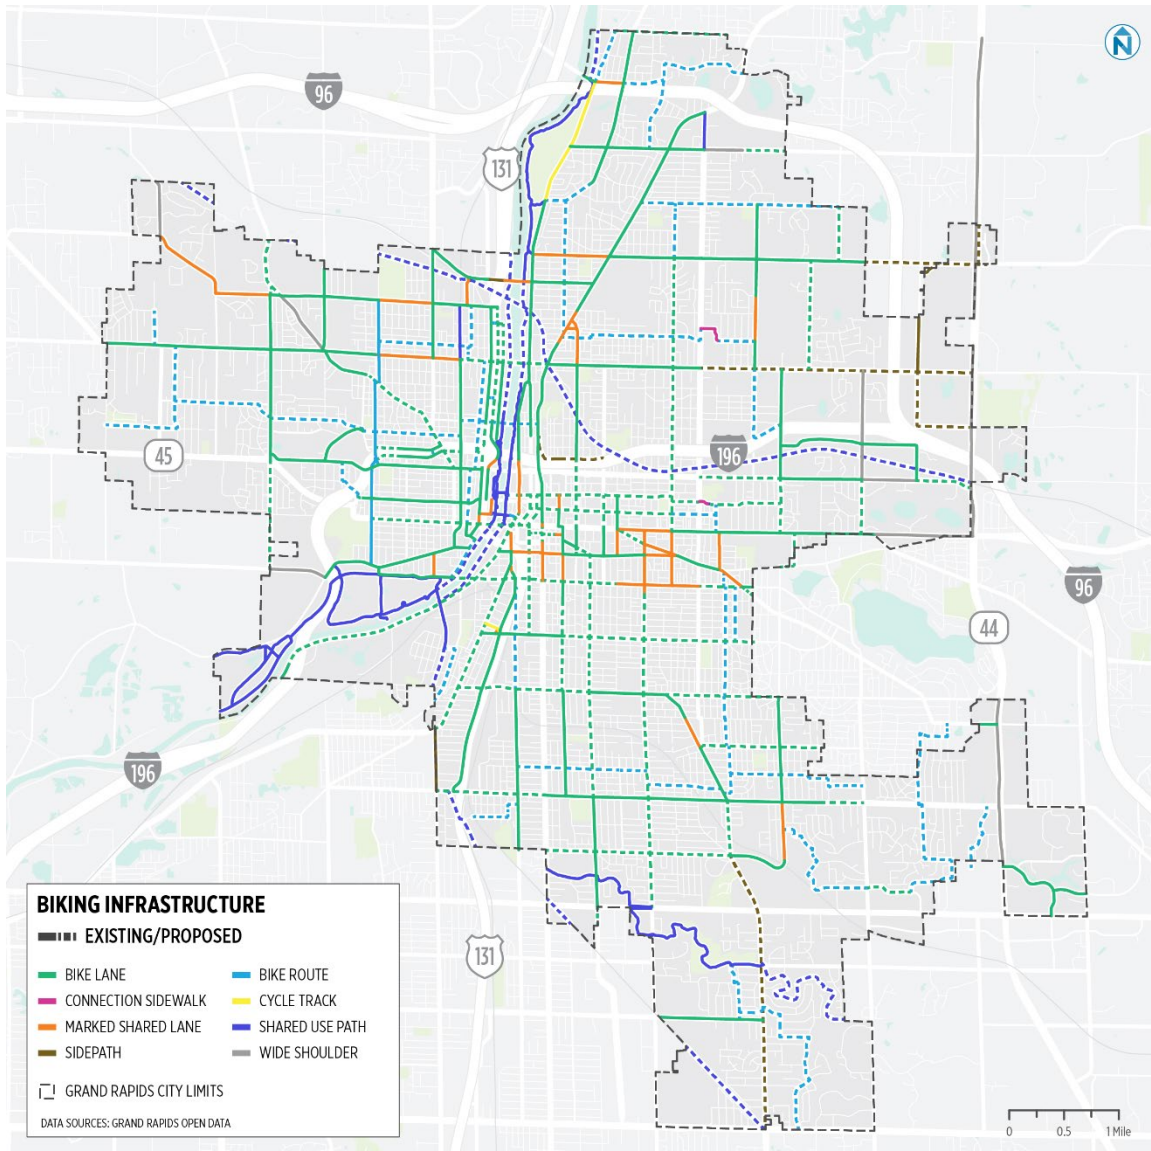 N
96
131
45
196
96
44
196
131
BIKING INFRASTRUCTURE
EXISTING/PROPOSED
BIKE LANE
BIKE ROUTE
CONNECTION SIDEWALK
CYCLE TRACK
MARKED SHARED LANE
SHARED USE PATH
SIDEPATH
WIDE SHOULDER
GRAND RAPIDS CITY LIMITS
DATA SOURCES: GRAND RAPIDS OPEN DATA
0 0.5 1 Mile